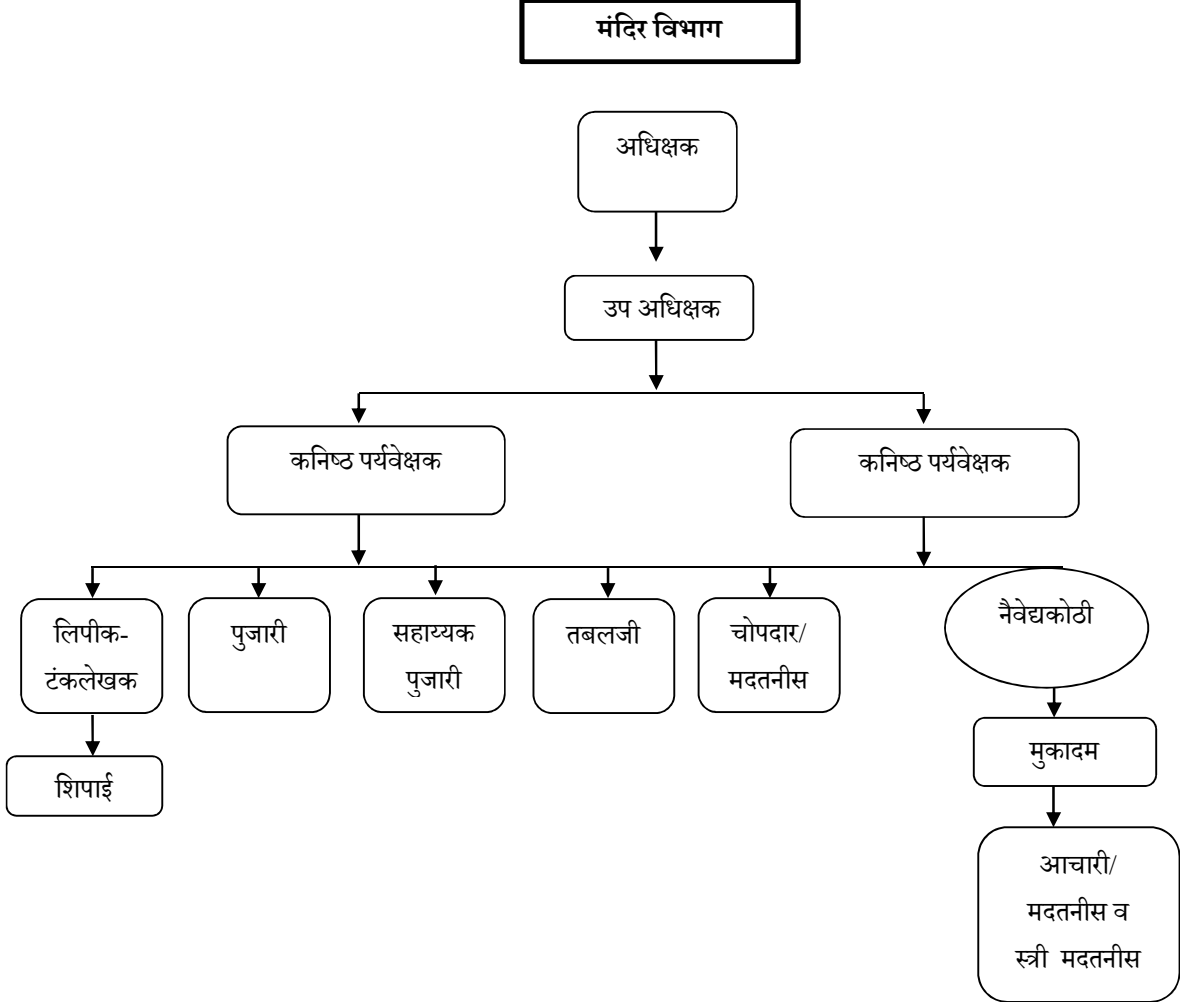 मंदिर विभाग
अधिक्षक
उप अधिक्षक
कनिष्ठ पर्यवेक्षक
कनिष्ठ पर्यवेक्षक
लिपीक-
टंकलेखक
पुजारी
सहाय्यक
पुजारी
तबलजी
चोपदार/
मदतनीस
नैवेद्यकोठी
शिपाई
मुकादम
आचारी/
मदतनीस व
स्त्री मदतनीस